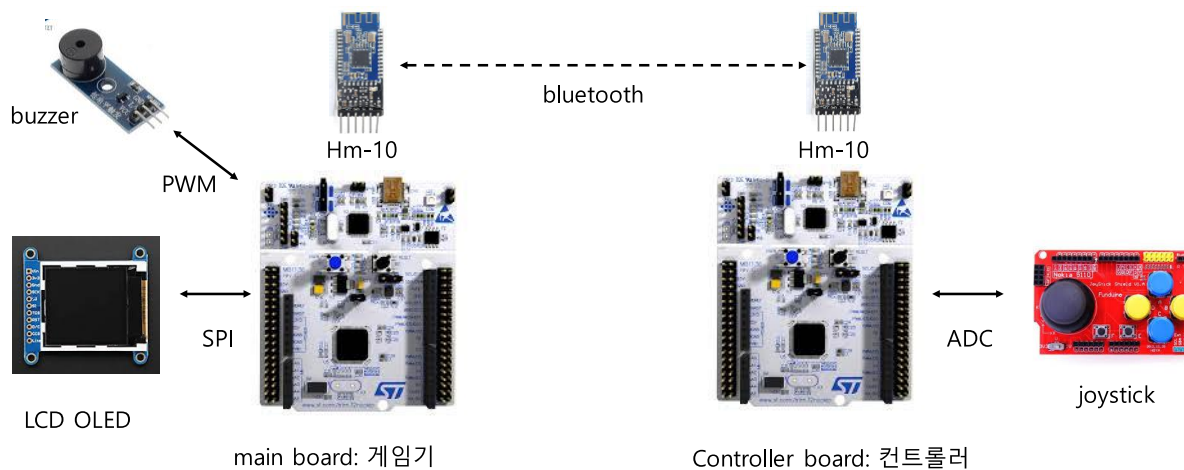 buzzer
PWM
Hm-10
bluetooth
Hm-10
LCD OLED
SPI
ADC
joystick
main board: 게임기
Controller board: 컨트롤러